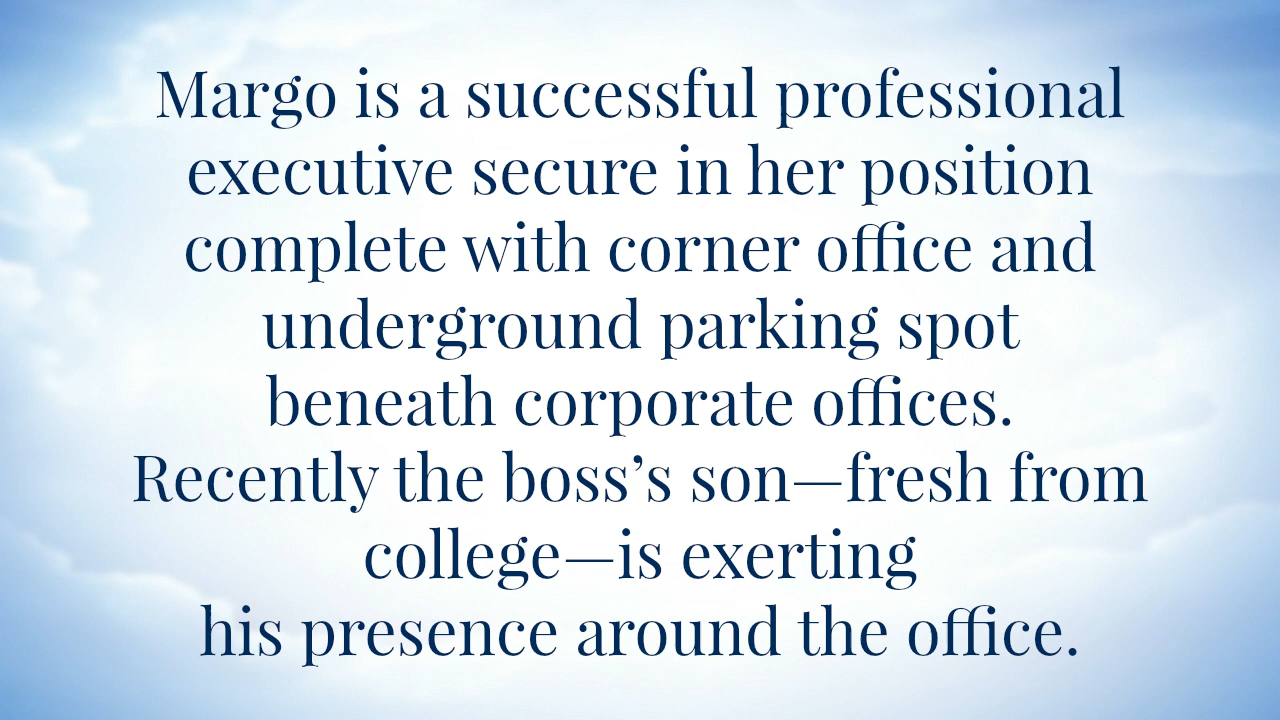 Margo is a successful professional
executive secure in her position
complete with corner office and
underground parking spot
beneath corporate offices.
Recently the boss’s son—fresh from
college—is exerting
his presence around the office.